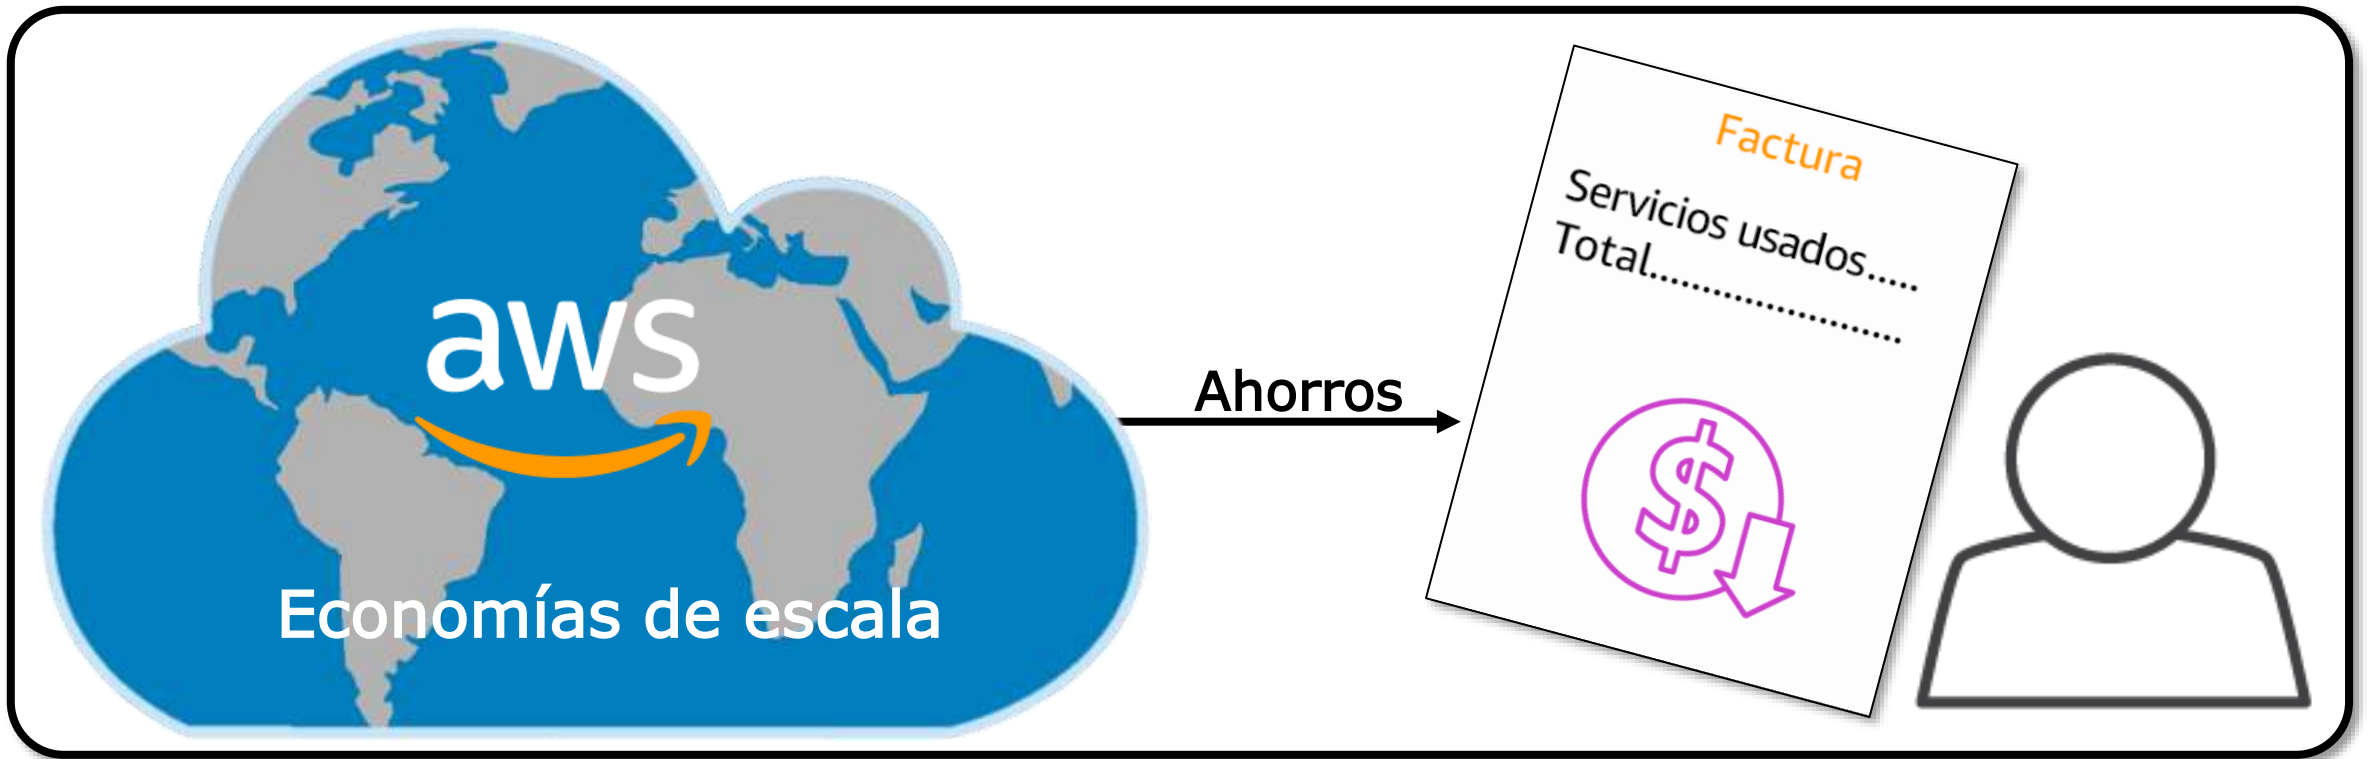 aws
Economías de escala
Ahorros
Factura
Servicios usados.....
Total........................
$